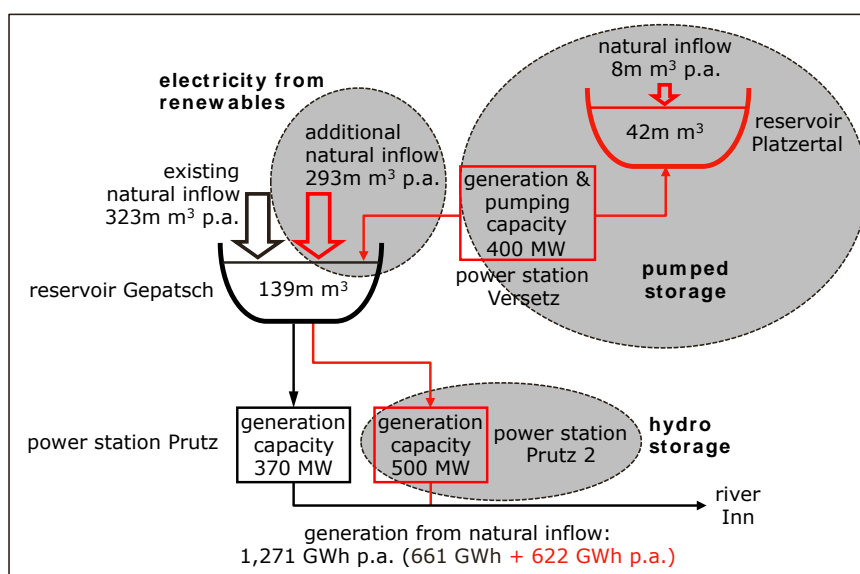 natural inflow
8m m³ p.a.
electricity from
renewables
additional
natural inflow
293m m³ p.a.
42m m³
reservoir
Platzertal
existing
natural inflow
323m m³ p.a.
generation &
pumping
capacity
400 MW
power station
Versetz
pumped
storage
reservoir Gepatsch
139m m³
power station Prutz
generation
capacity
370 MW
generation
capacity
500 MW
power station
Prutz 2
hydro
storage
river
Inn
generation from natural inflow:
1,271 GWh p.a. (661 GWh + 622 GWh p.a.)